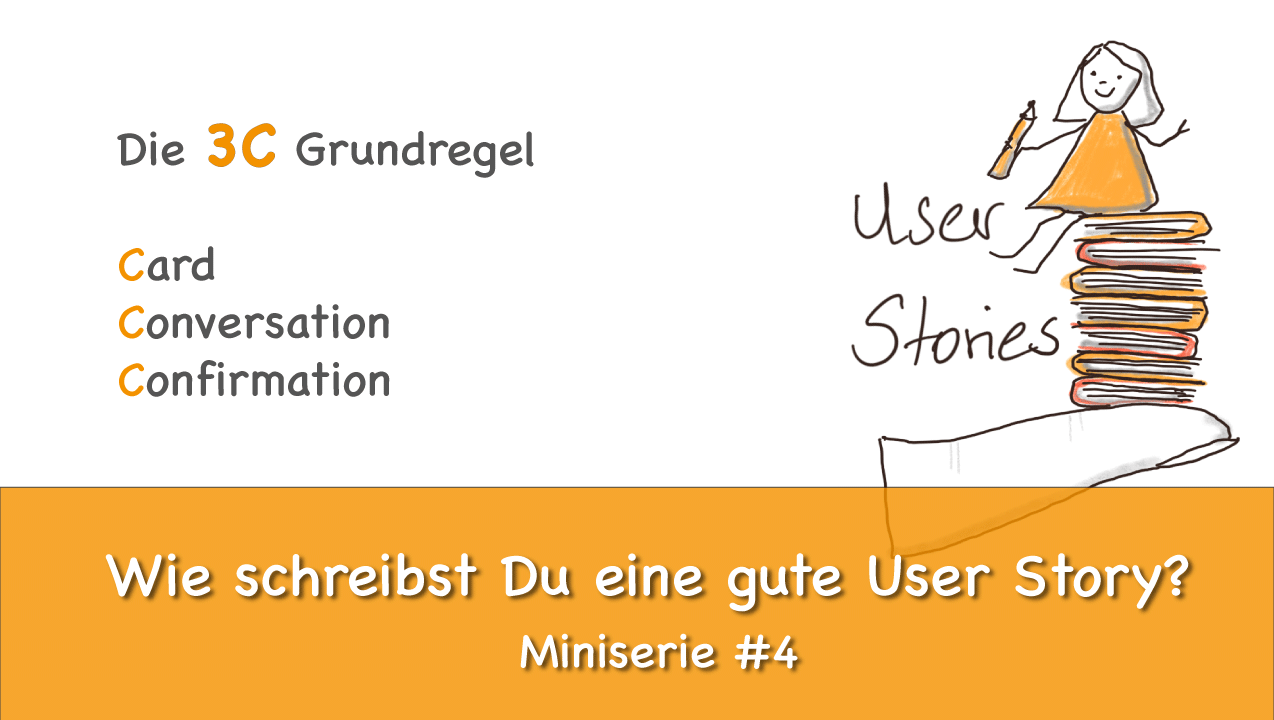 Die 3C Grundregel
Card
Conversation
Confirmation
User
Stories
Wie schreibst Du eine gute User Story?
Miniserie #4